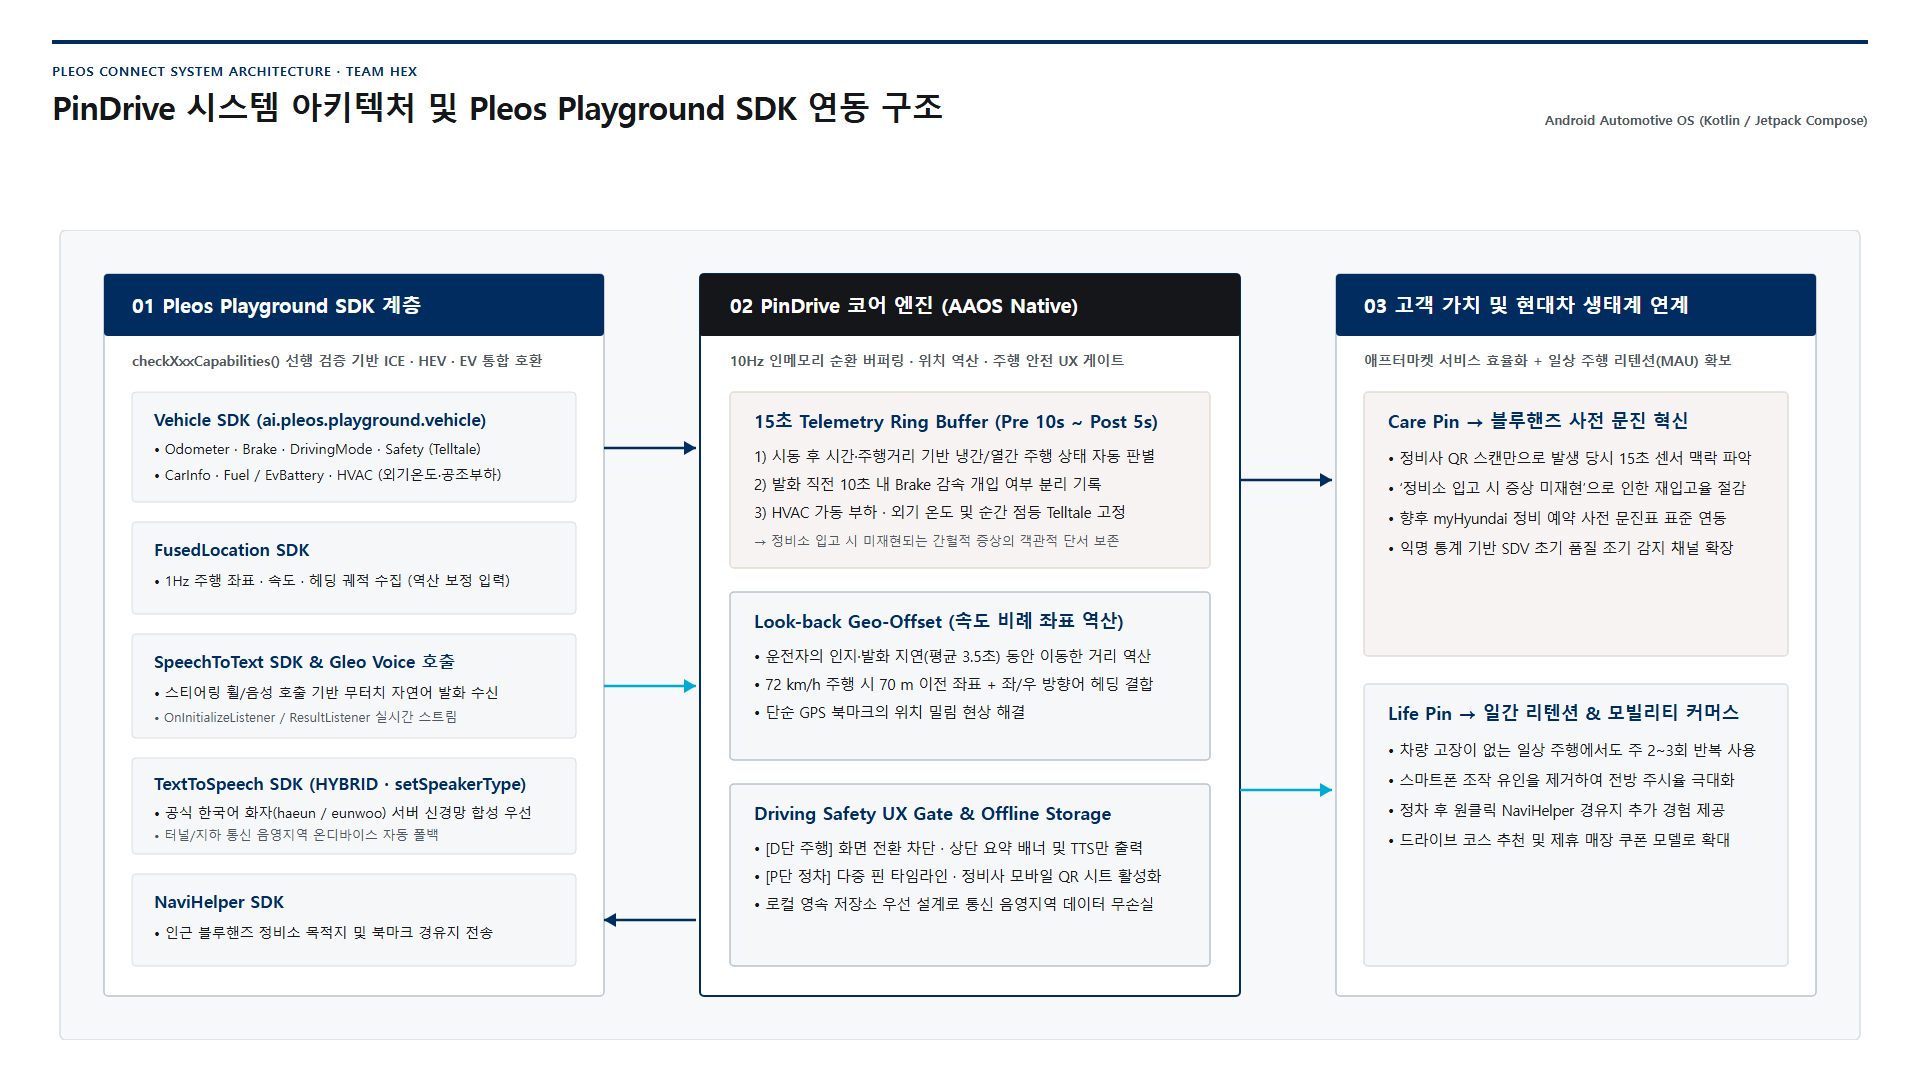 PLEOS CONNECT SYSTEM ARCHITECTURE · TEAM HEX
PinDrive 시스템 아키텍처 및 Pleos Playground SDK 연동 구조
Android Automotive OS (Kotlin / Jetpack Compose)
01 Pleos Playground SDK 계층
checkXxxCapabilities() 선행 검증 기반 ICE · HEV · EV 통합 호환
Vehicle SDK (ai.pleos.playground.vehicle)
• Odometer · Brake · DrivingMode · Safety (Telltale)
• CarInfo · Fuel / EvBattery · HVAC (외기온도·공조부하)
FusedLocation SDK
• 1Hz 주행 좌표 · 속도 · 헤딩 궤적 수집 (역산 보정 입력)
SpeechToText SDK & Gleo Voice 호출
• 스티어링 휠/음성 호출 기반 무터치 자연어 발화 수신
• OnInitializeListener / ResultListener 실시간 스트림
TextToSpeech SDK (HYBRID · setSpeakerType)
• 공식 한국어 화자(haeun / eunwoo) 서버 신경망 합성 우선
• 터널/지하 통신 음영지역 온디바이스 자동 폴백
NaviHelper SDK
• 인근 블루핸즈 정비소 목적지 및 북마크 경유지 전송
02 PinDrive 코어 엔진 (AAOS Native)
10Hz 인메모리 순환 버퍼링 · 위치 역산 · 주행 안전 UX 게이트
15초 Telemetry Ring Buffer (Pre 10s ~ Post 5s)
1) 시동 후 시간·주행거리 기반 냉간/열간 주행 상태 자동 판별
2) 발화 직전 10초 내 Brake 감속 개입 여부 분리 기록
3) HVAC 가동 부하 · 외기 온도 및 순간 점등 Telltale 고정
→ 정비소 입고 시 미재현되는 간헐적 증상의 객관적 단서 보존
Look-back Geo-Offset (속도 비례 좌표 역산)
• 운전자의 인지·발화 지연(평균 3.5초) 동안 이동한 거리 역산
• 72 km/h 주행 시 70 m 이전 좌표 + 좌/우 방향어 헤딩 결합
• 단순 GPS 북마크의 위치 밀림 현상 해결
Driving Safety UX Gate & Offline Storage
• [D단 주행] 화면 전환 차단 · 상단 요약 배너 및 TTS만 출력
• [P단 정차] 다중 핀 타임라인 · 정비사 모바일 QR 시트 활성화
• 로컬 영속 저장소 우선 설계로 통신 음영지역 데이터 무손실
03 고객 가치 및 현대차 생태계 연계
애프터마켓 서비스 효율화 + 일상 주행 리텐션(MAU) 확보
Care Pin → 블루핸즈 사전 문진 혁신
• 정비사 QR 스캔만으로 발생 당시 15초 센서 맥락 파악
• ‘정비소 입고 시 증상 미재현’으로 인한 재입고율 절감
• 향후 myHyundai 정비 예약 사전 문진표 표준 연동
• 익명 통계 기반 SDV 초기 품질 조기 감지 채널 확장
Life Pin → 일간 리텐션 & 모빌리티 커머스
• 차량 고장이 없는 일상 주행에서도 주 2~3회 반복 사용
• 스마트폰 조작 유인을 제거하여 전방 주시율 극대화
• 정차 후 원클릭 NaviHelper 경유지 추가 경험 제공
• 드라이브 코스 추천 및 제휴 매장 쿠폰 모델로 확대